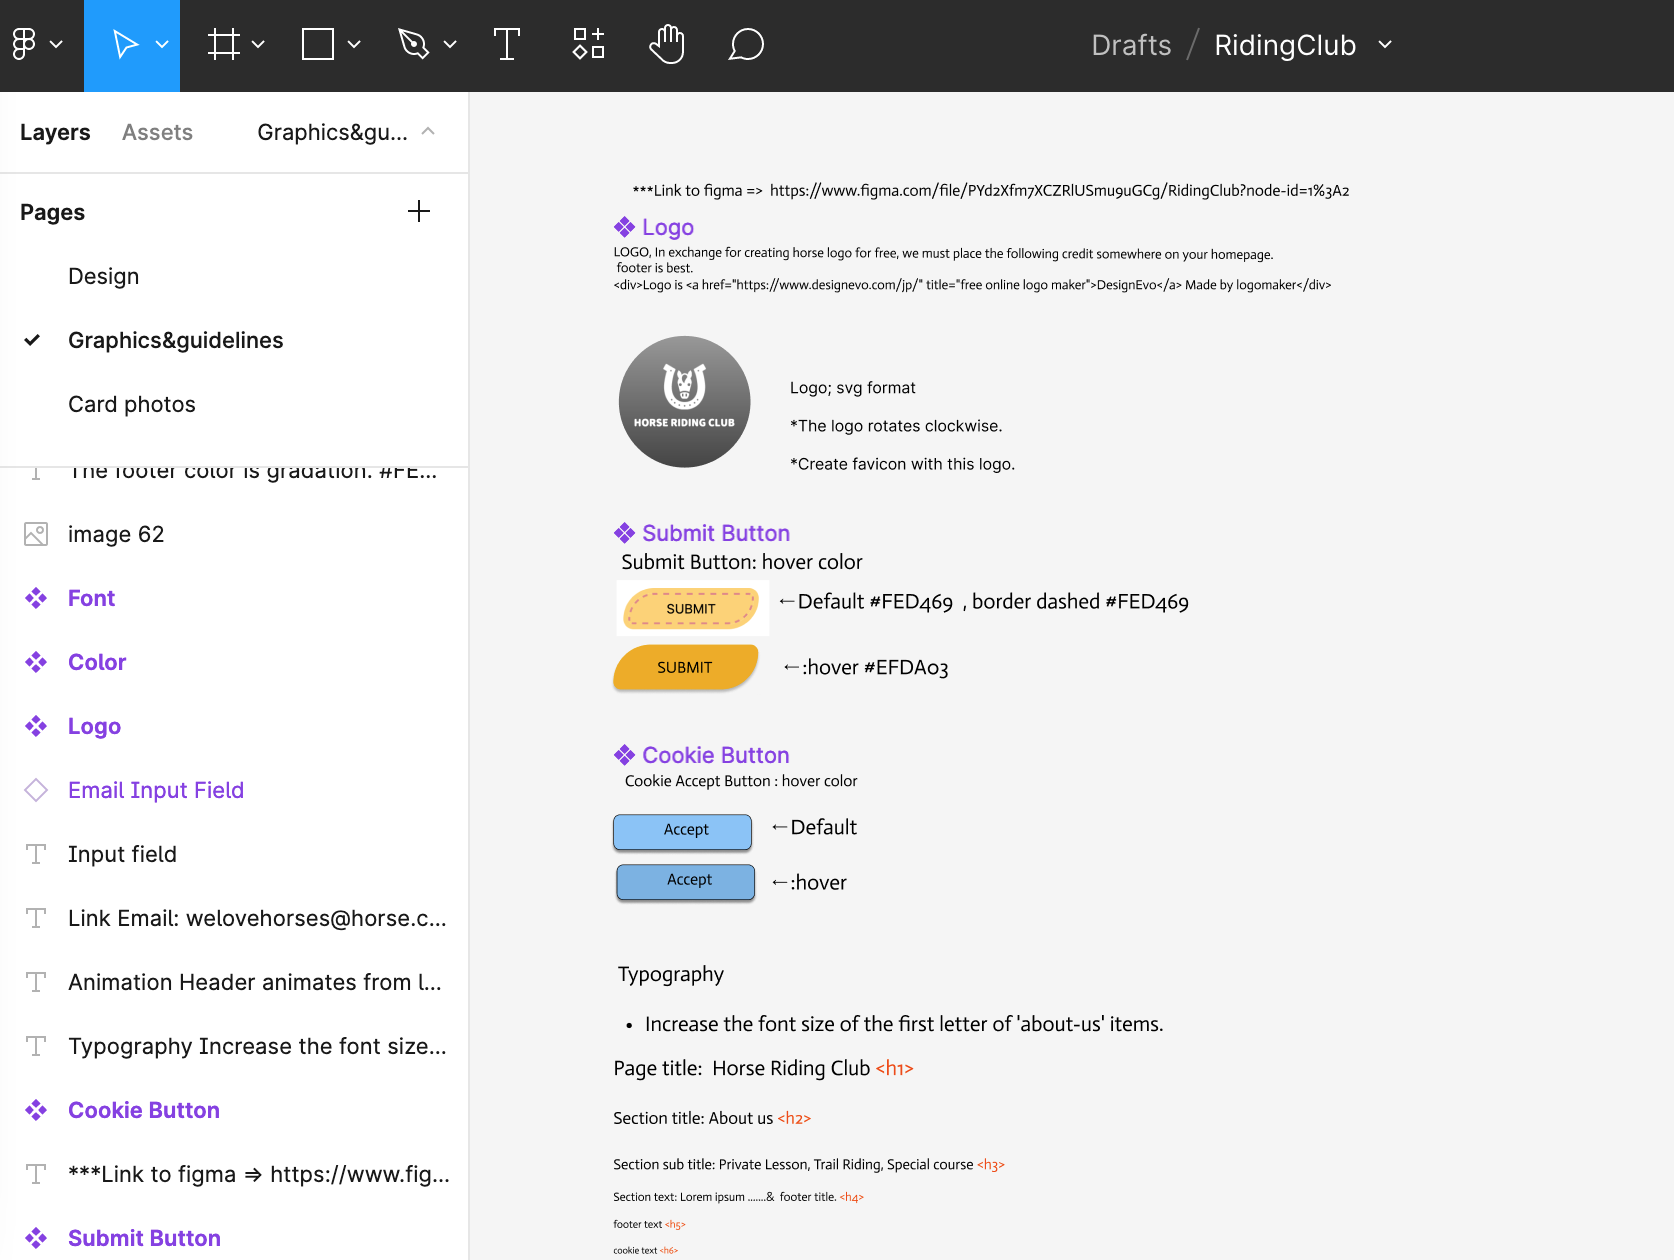 Drafts / RidingClub
Layers Assets Graphics&gu...
Pages
Design
Graphics&guidelines
Card photos
The footer color is gradation. #FE...
image 62
Font
Color
Logo
Email Input Field
Input field
Link Email: welovehorses@horse.c...
Animation Header animates from l...
Typography Increase the font size...
Cookie Button
***Link to figma => https://www.fig...
Submit Button
***Link to figma => https://www.figma.com/file/PYd2Xfm7XCZRlUSmu9uGCg/RidingClub?node-id=1%3A2
Logo
LOGO, In exchange for creating horse logo for free, we must place the following credit somewhere on your homepage.
footer is best.
<div>Logo is <a href="https://www.designevo.com/jp/" title="free online logo maker">DesignEvo</a> Made by logomaker</div>
HORSE RIDING CLUB
Logo; svg format
*The logo rotates clockwise.
*Create favicon with this logo.
Submit Button
Submit Button: hover color
SUBMIT ←Default #FED469 , border dashed #FED469
SUBMIT ←:hover #EFDA03
Cookie Button
Cookie Accept Button : hover color
Accept ←Default
Accept ←:hover
Typography
• Increase the font size of the first letter of 'about-us' items.
Page title: Horse Riding Club <h1>
Section title: About us <h2>
Section sub title: Private Lesson, Trail Riding, Special course <h3>
Section text: Lorem ipsum .......& footer title. <h4>
footer text <h5>
cookie text <h6>